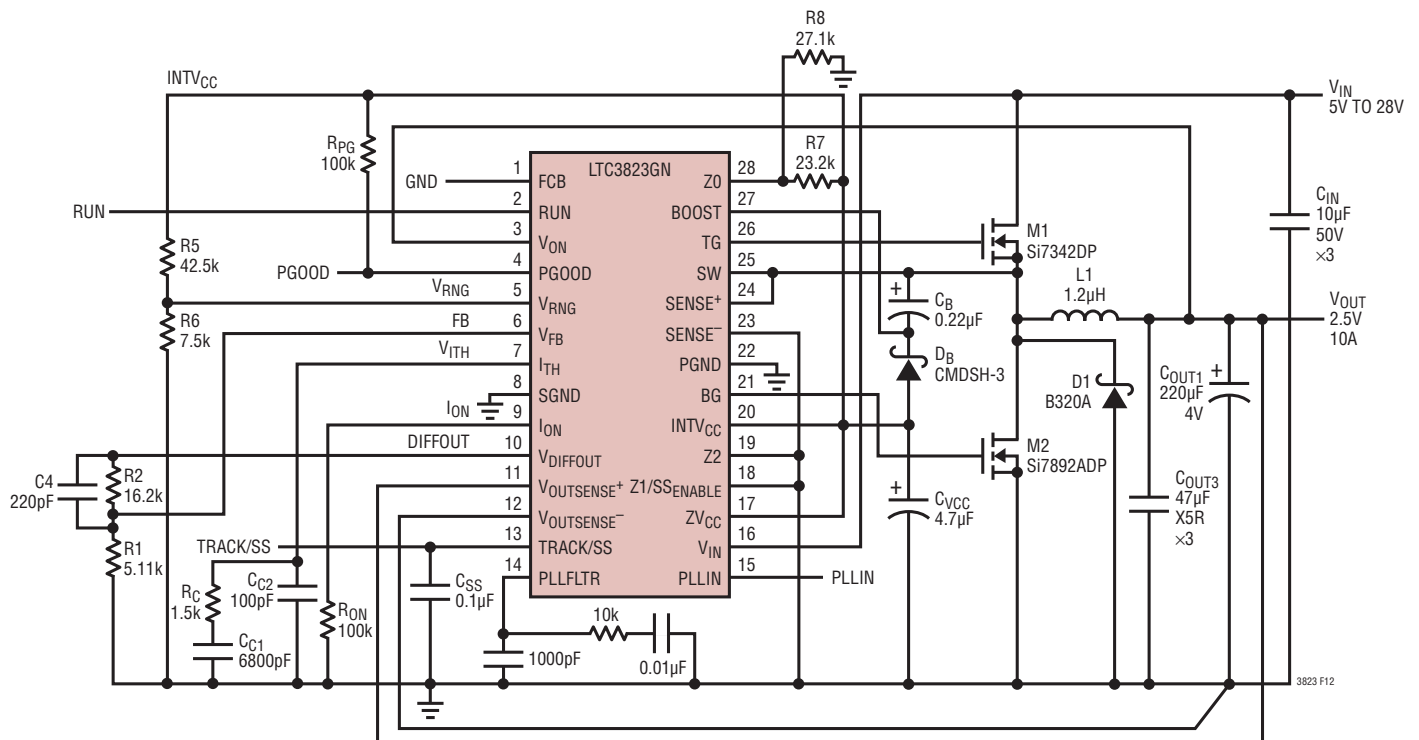 R8
27.1k
INTVCC
VIN
5V TO 28V
RPG
100k
R7
23.2k
LTC3823GN
GND
1
FCB
Z0
28
RUN
2
RUN
BOOST
27
3
VON
TG
26
PGOOD
4
PGOOD
SW
25
VRNG
5
VRNG
SENSE+
24
FB
6
VFB
SENSE–
23
VITH
7
ITH
PGND
22
8
SGND
BG
21
ION
9
ION
INTVCC
20
DIFFOUT
10
VDIFFOUT
Z2
19
11
VOUTSENSE+
Z1/SSENABLE
18
12
VOUTSENSE–
ZVCC
17
TRACK/SS
13
TRACK/SS
VIN
16
14
PLLFLTR
PLLIN
15
PLLIN
R5
42.5k
R6
7.5k
M1
Si7342DP
CIN
10µF
50V
×3
L1
1.2µH
VOUT
2.5V
10A
+
CB
0.22µF
DB
CMDSH-3
D1
B320A
COUT1
220µF
4V
+
M2
Si7892ADP
COUT3
47µF
X5R
×3
+
CVCC
4.7µF
C4
220pF
R2
16.2k
R1
5.11k
RC
1.5k
CC2
100pF
CC1
6800pF
RON
100k
CSS
0.1µF
10k
1000pF
0.01µF
3823 F12